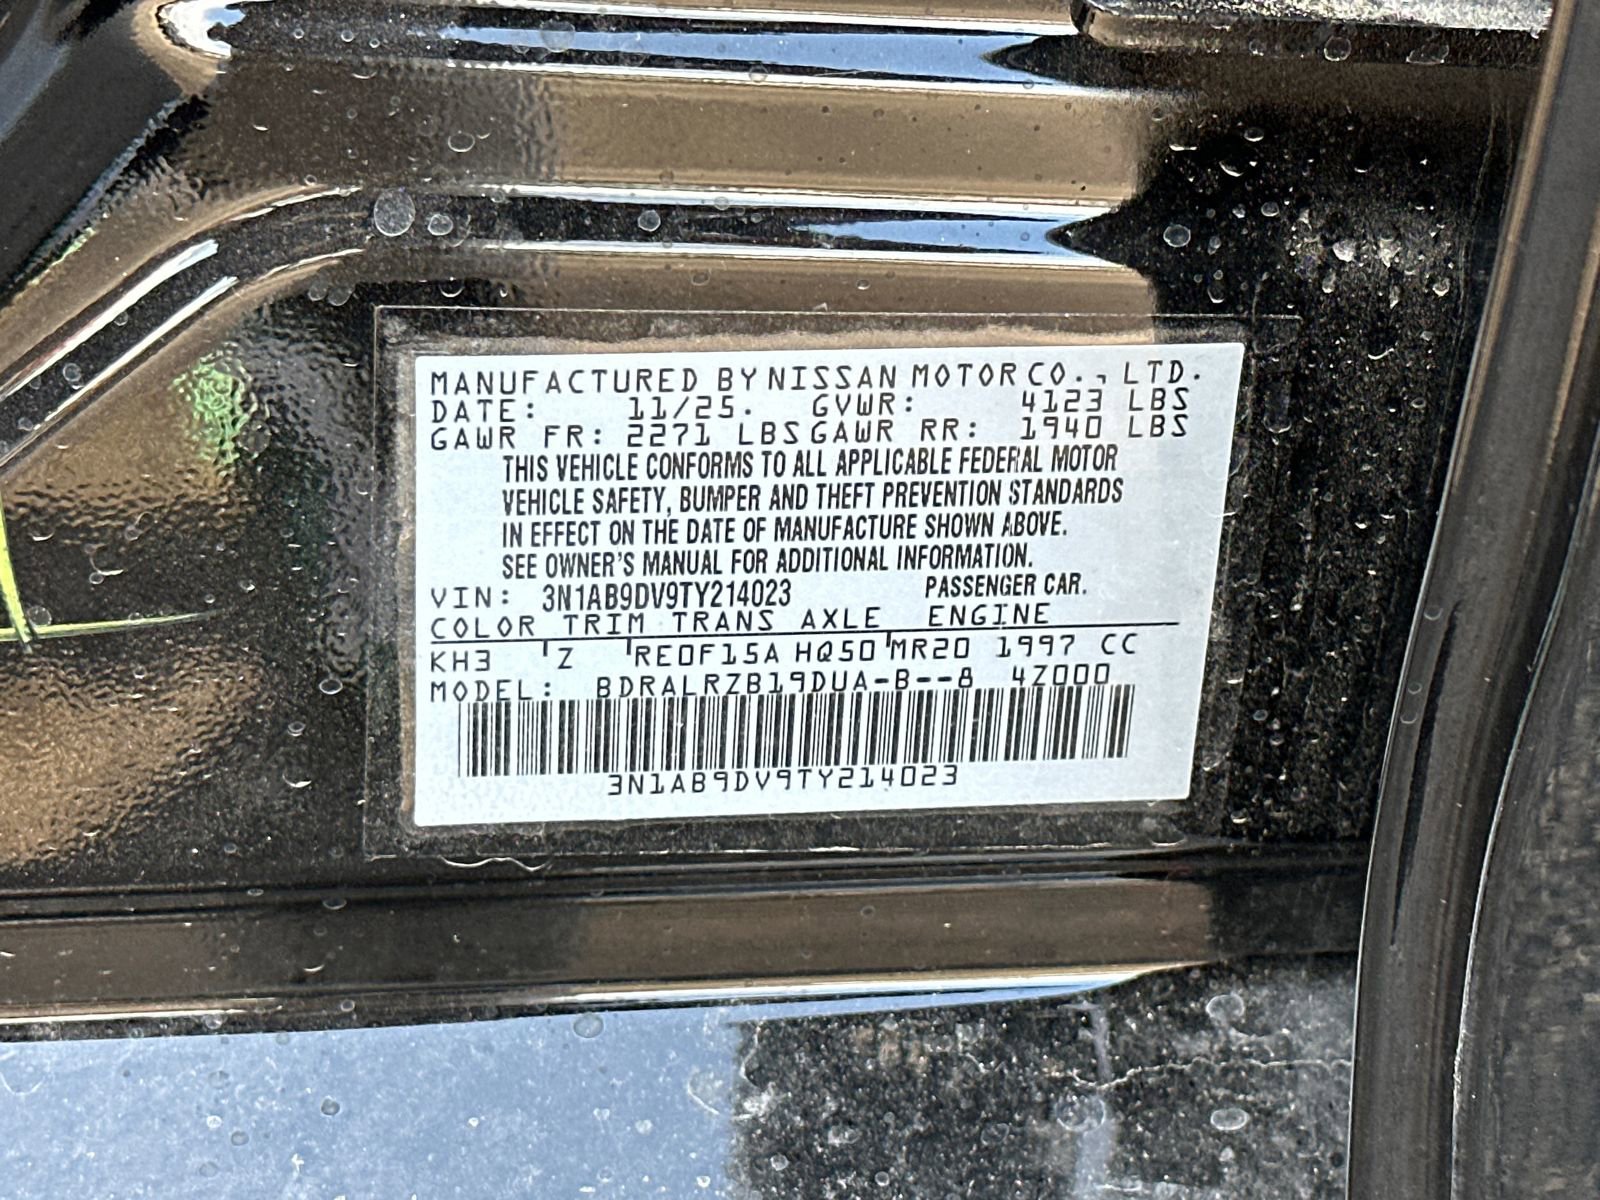 MANUFACTURED BY NISSAN MOTOR CO., LTD.
DATE: 11/25. GVWR: 4123 LBS
GAWR FR: 2271 LBS GAWR RR: 1940 LBS
THIS VEHICLE CONFORMS TO ALL APPLICABLE FEDERAL MOTOR
VEHICLE SAFETY, BUMPER AND THEFT PREVENTION STANDARDS
IN EFFECT ON THE DATE OF MANUFACTURE SHOWN ABOVE.
SEE OWNER'S MANUAL FOR ADDITIONAL INFORMATION.
VIN: 3N1AB9DV9TY214023 PASSENGER CAR.
COLOR TRIM TRANS AXLE ENGINE
KH3 Z RE0F15A HQ50 MR20 1997 CC
MODEL: BDRALRZB19DUA-B--8 4Z000
3N1AB9DV9TY214023